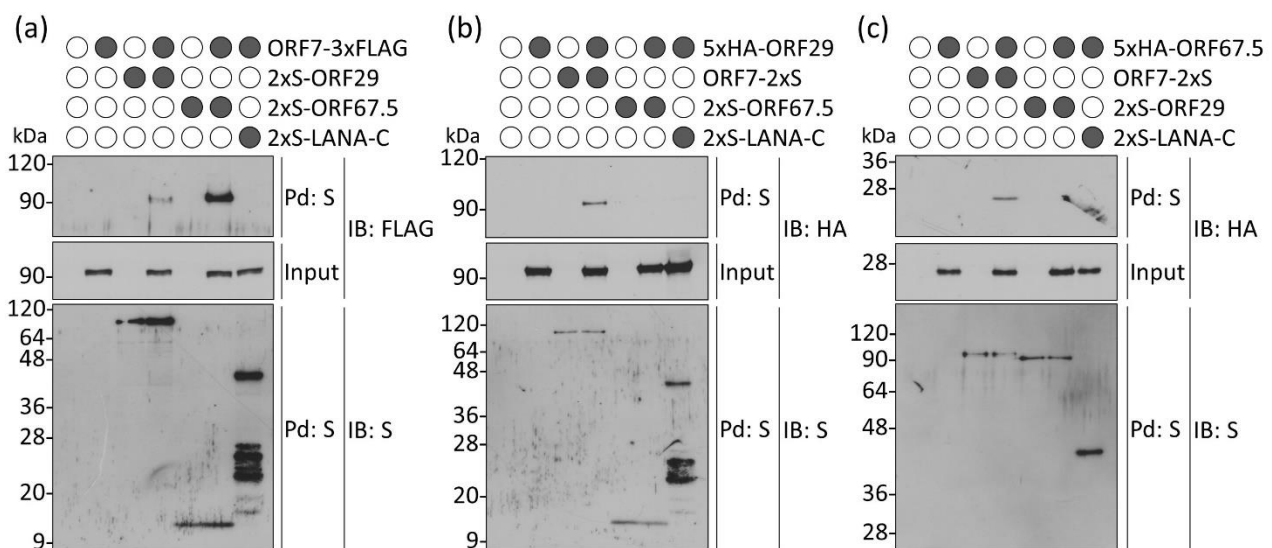 (a)
ORF7-3xFLAG
2xS-ORF29
2xS-ORF67.5
kDa
2xS-LANA-C
120
90
Pd: S
IB: FLAG
90
Input
120
64
48
36
28
20
9
Pd: S
IB: S
(b)
5xHA-ORF29
ORF7-2xS
2xS-ORF67.5
kDa
2xS-LANA-C
120
90
Pd: S
IB: HA
90
Input
120
64
48
36
28
20
9
Pd: S
IB: S
(c)
5xHA-ORF67.5
ORF7-2xS
2xS-ORF29
kDa
2xS-LANA-C
36
28
Pd: S
IB: HA
28
Input
120
90
64
48
36
28
Pd: S
IB: S